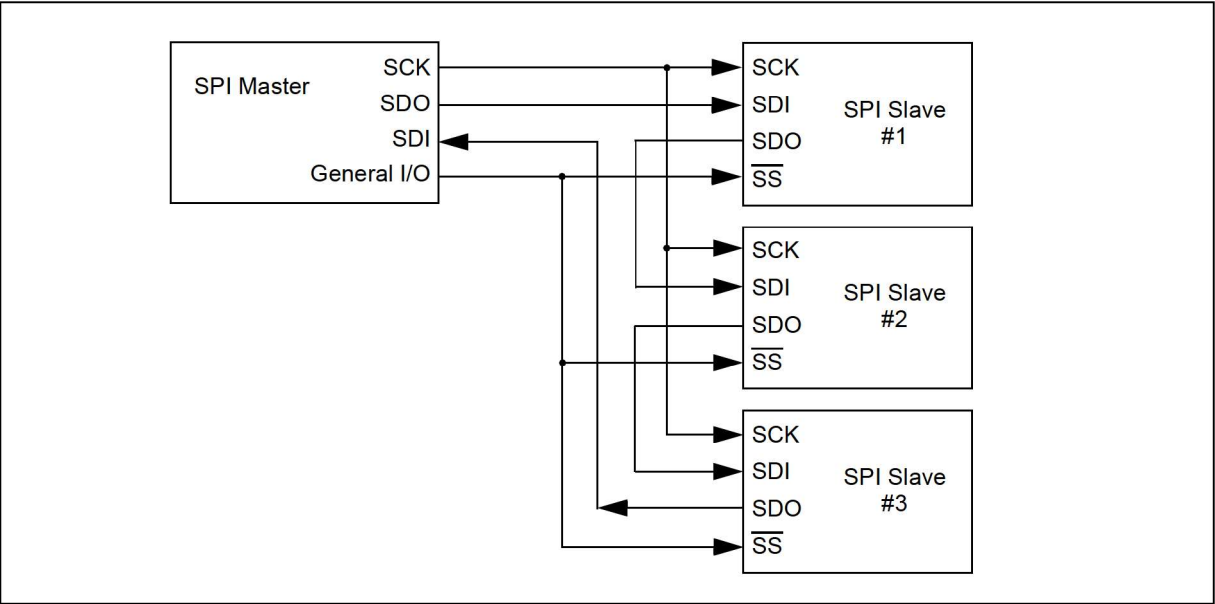 SPI Master
SCK
SDO
SDI
General I/O
SCK
SDI
SDO
SS
SPI Slave
#1
SCK
SDI
SDO
SS
SPI Slave
#2
SCK
SDI
SDO
SS
SPI Slave
#3